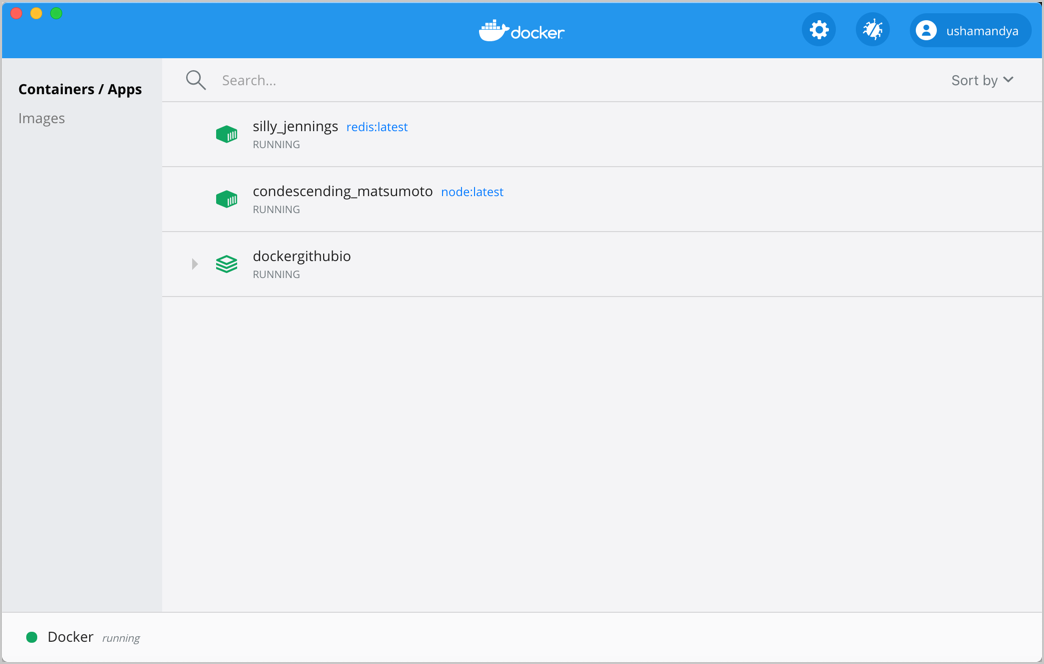 docker
ushamandya
Containers / Apps
Images
Search...
Sort by
silly_jennings redis:latest
RUNNING
condescending_matsumoto node:latest
RUNNING
dockergithubio
RUNNING
Docker running